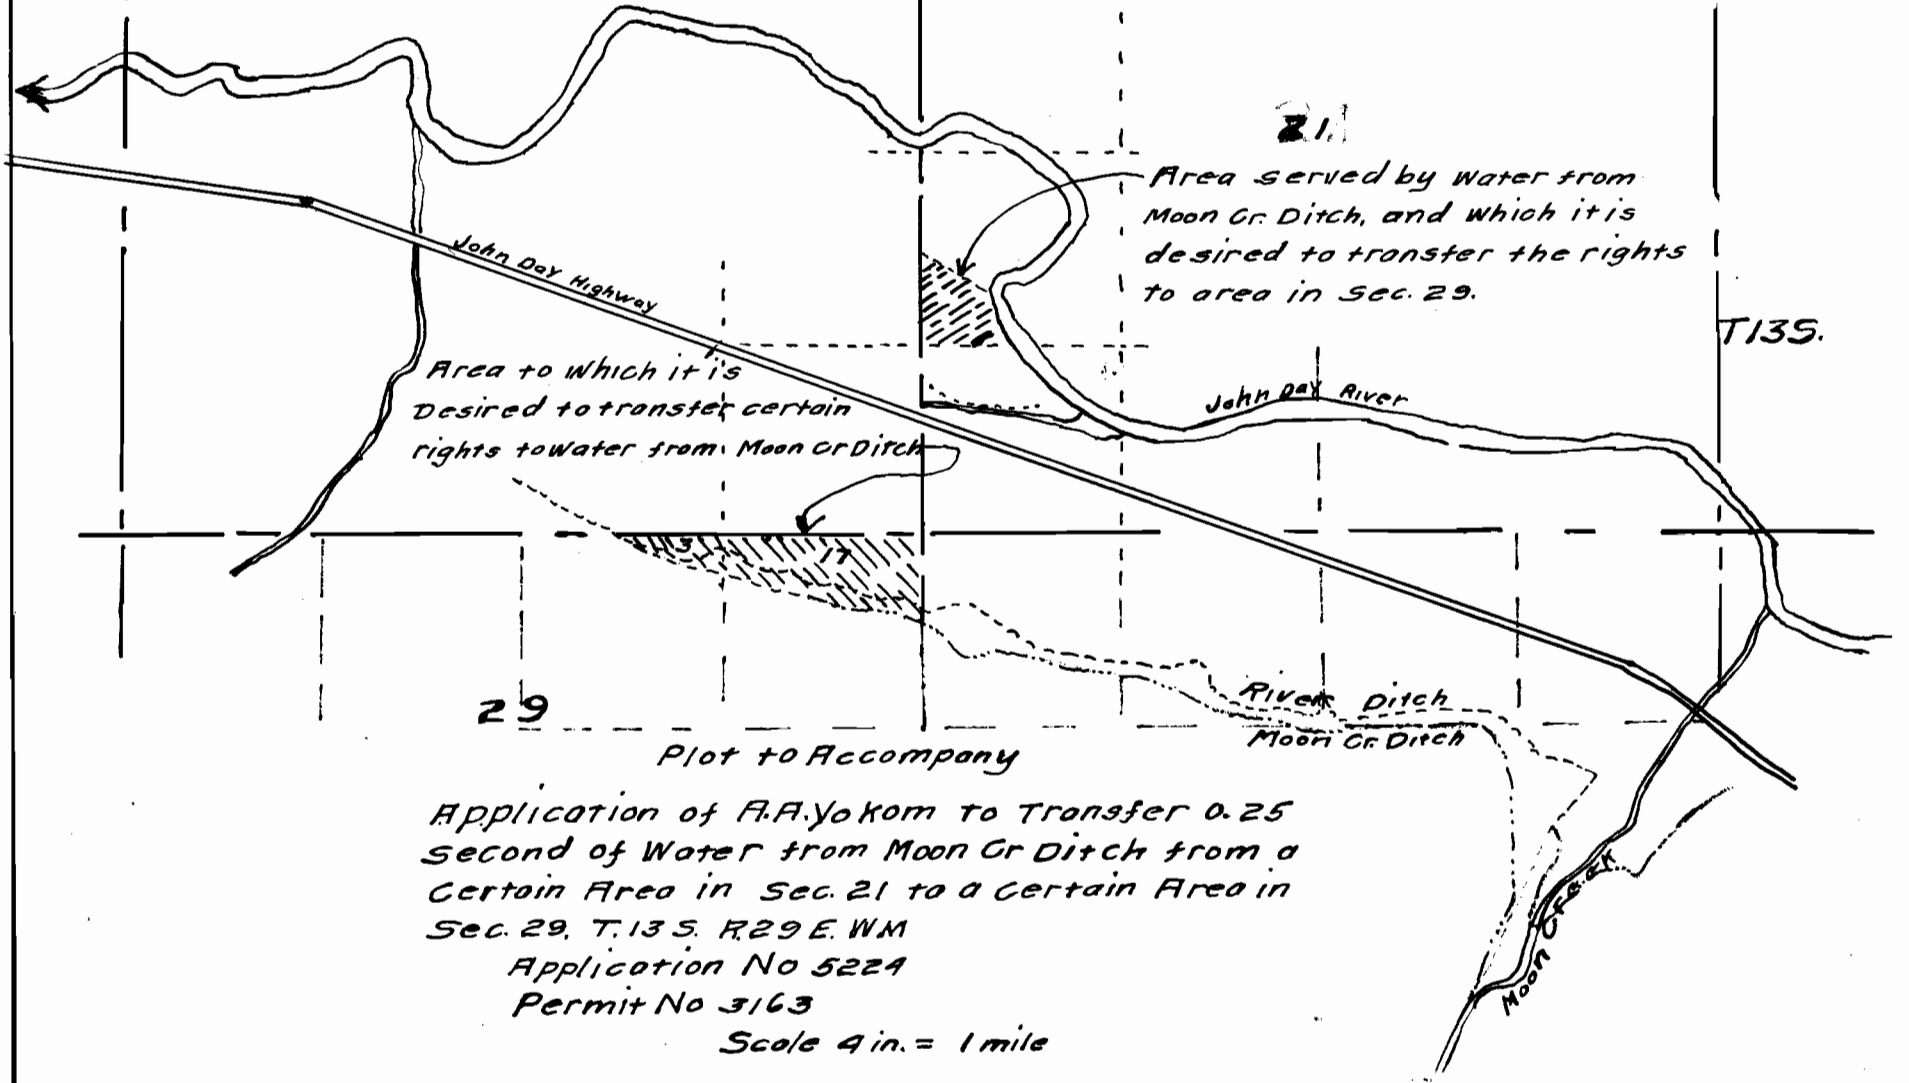 21.
Area served by Water from
Moon Cr. Ditch, and which it is
desired to transfer the rights
to area in Sec. 29.
T13S.
John Day Highway
Area to which it is
Desired to transfer certain
rights to water from Moon Cr Ditch
John Day River
3
17
29
River Ditch
Moon Cr. Ditch
Plot to Accompany
Application of A.A. Yokom to Transfer 0.25
Second of Water from Moon Cr Ditch from a
Certain Area in Sec. 21 to a Certain Area in
Sec. 29, T. 13 S. R. 29 E. WM
Application No 5224
Permit No 3163
Scale 4 in. = 1 mile
Moon Creek